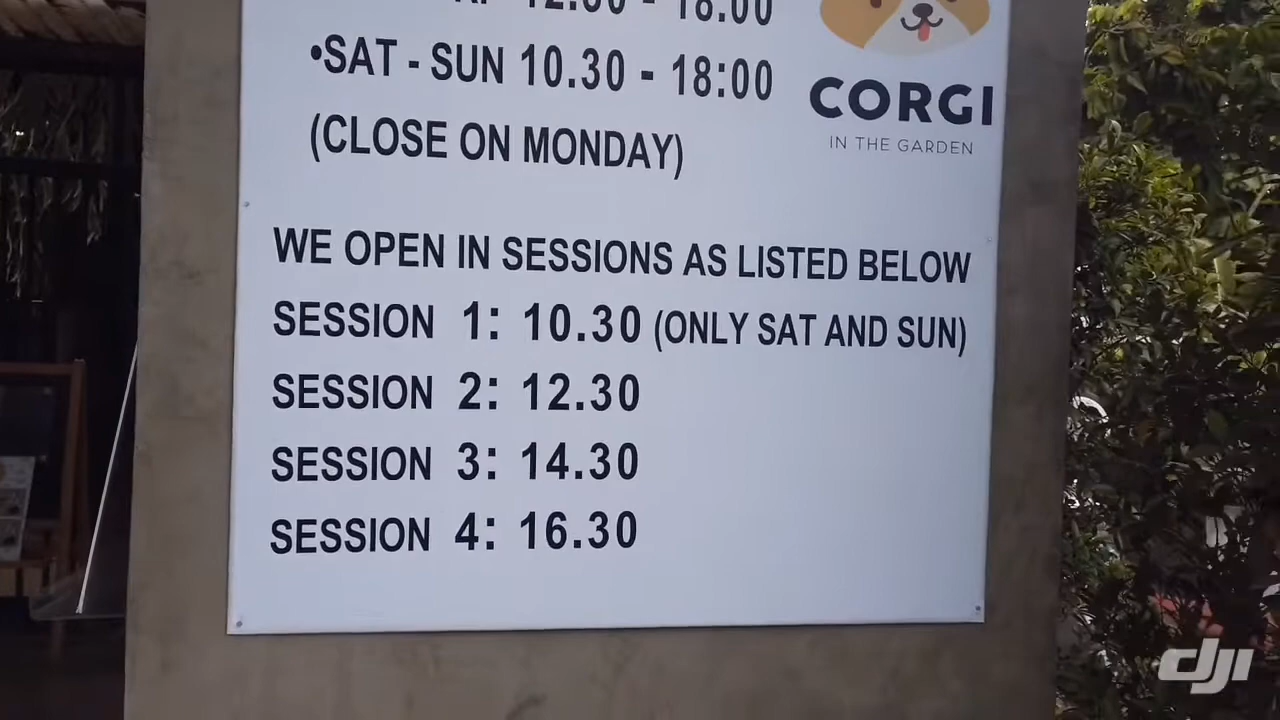 18.00
•SAT - SUN 10.30 - 18:00
(CLOSE ON MONDAY)
CORGI
IN THE GARDEN
WE OPEN IN SESSIONS AS LISTED BELOW
SESSION 1: 10.30 (ONLY SAT AND SUN)
SESSION 2: 12.30
SESSION 3: 14.30
SESSION 4: 16.30
dji